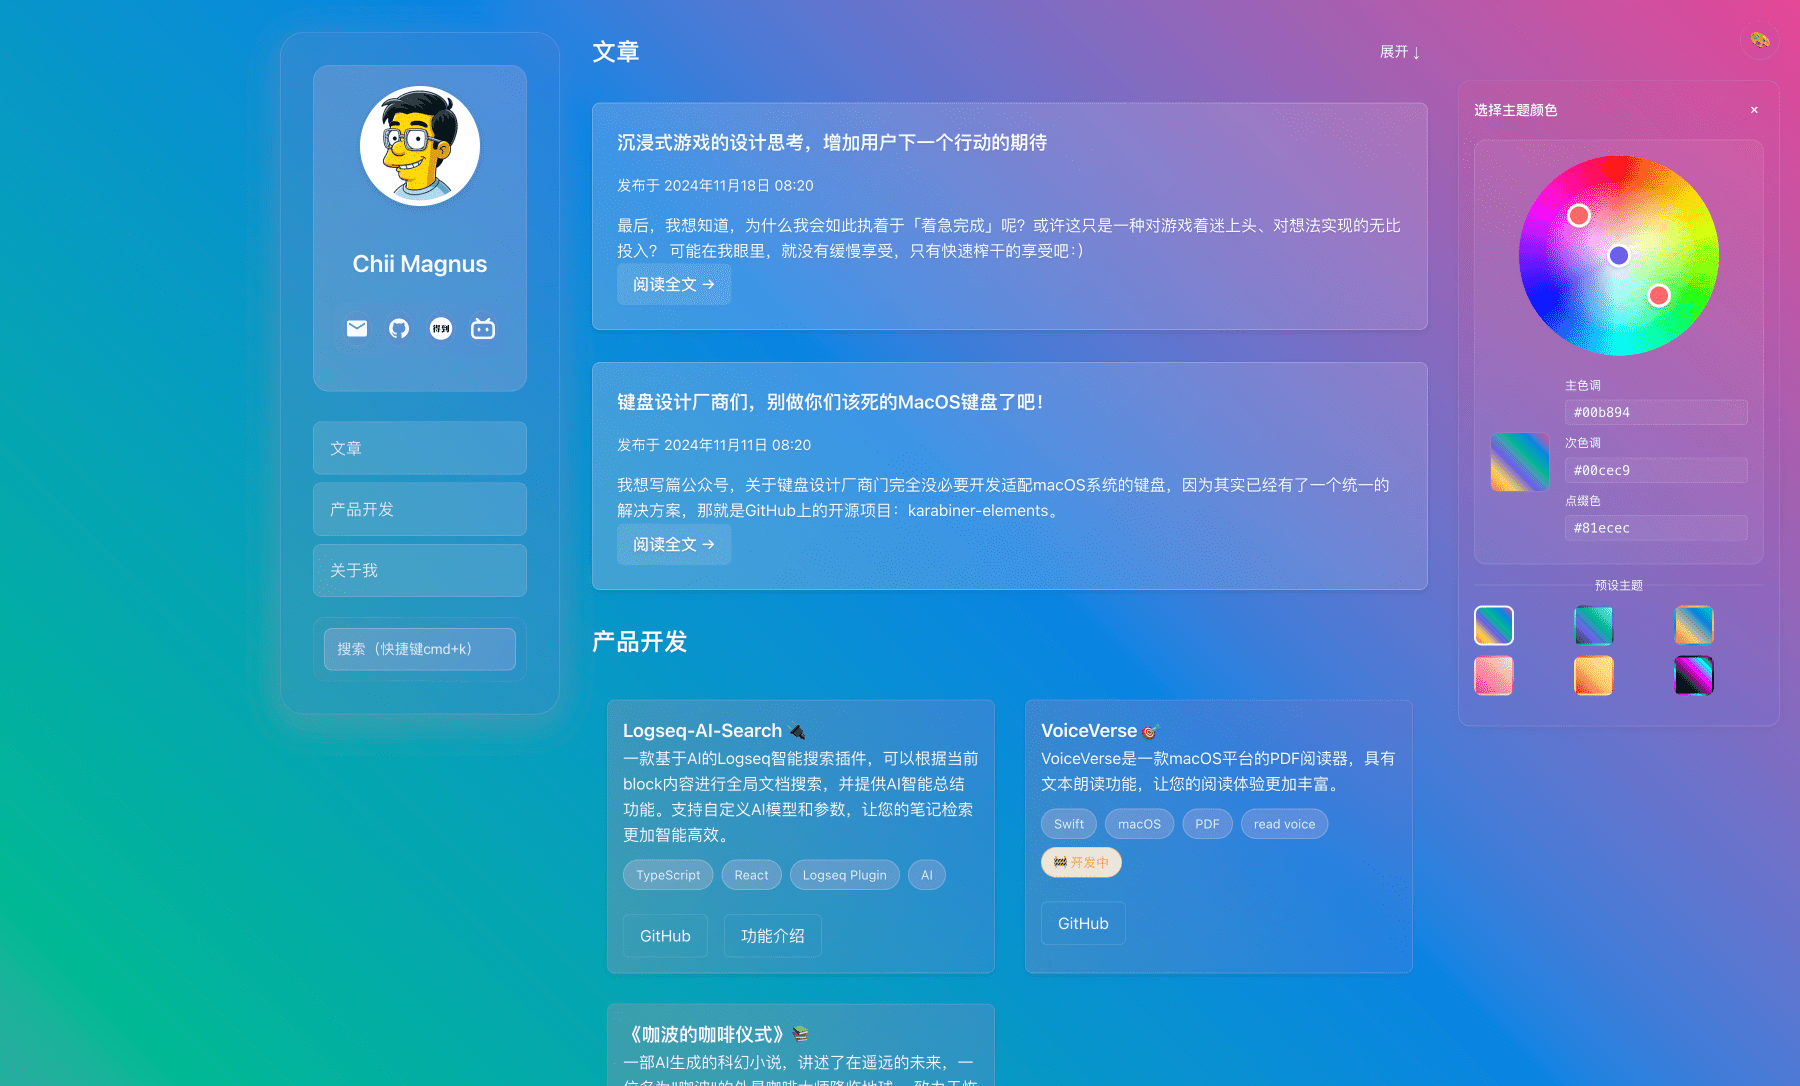 Chii Magnus
得到
文章
产品开发
关于我
搜索（快捷键cmd+k）
文章
展开 ↓
沉浸式游戏的设计思考，增加用户下一个行动的期待
发布于 2024年11月18日 08:20
最后，我想知道，为什么我会如此执着于「着急完成」呢？或许这只是一种对游戏着迷上头、对想法实现的无比
投入？ 可能在我眼里，就没有缓慢享受，只有快速榨干的享受吧：）
阅读全文 →
键盘设计厂商们，别做你们该死的MacOS键盘了吧！
发布于 2024年11月11日 08:20
我想写篇公众号，关于键盘设计厂商门完全没必要开发适配macOS系统的键盘，因为其实已经有了一个统一的
解决方案，那就是GitHub上的开源项目：karabiner-elements。
阅读全文 →
产品开发
Logseq-AI-Search
一款基于AI的Logseq智能搜索插件，可以根据当前
block内容进行全局文档搜索，并提供AI智能总结
功能。支持自定义AI模型和参数，让您的笔记检索
更加智能高效。
TypeScript
React
Logseq Plugin
AI
GitHub
功能介绍
VoiceVerse
VoiceVerse是一款macOS平台的PDF阅读器，具有
文本朗读功能，让您的阅读体验更加丰富。
Swift
macOS
PDF
read voice
开发中
GitHub
《咖波的咖啡仪式》
一部AI生成的科幻小说，讲述了在遥远的未来，一
选择主题颜色
×
主色调
#00b894
次色调
#00cec9
点缀色
#81ecec
预设主题